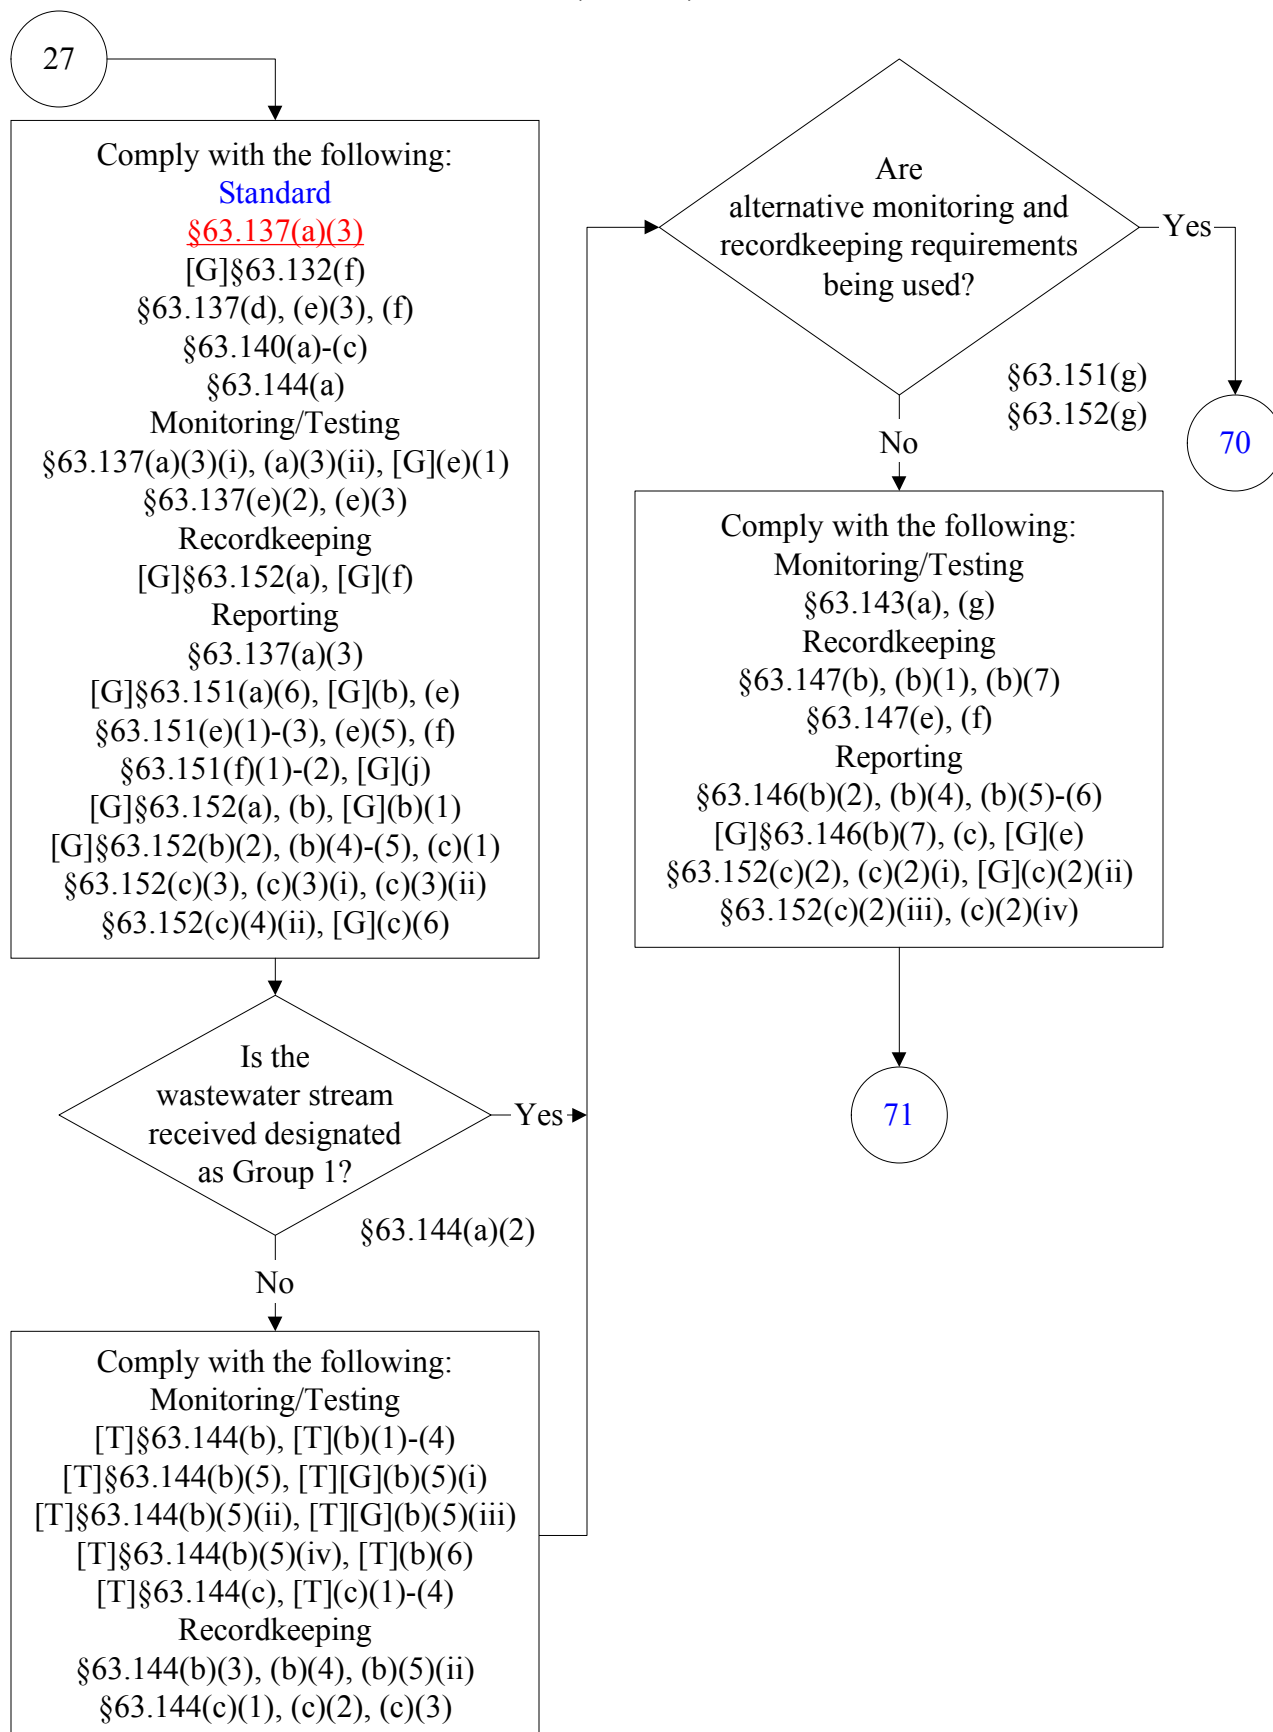 27
Comply with the following:
Standard
§63.137(a)(3)
[G]§63.132(f)
§63.137(d), (e)(3), (f)
§63.140(a)-(c)
§63.144(a)
Monitoring/Testing
§63.137(a)(3)(i), (a)(3)(ii), [G](e)(1)
§63.137(e)(2), (e)(3)
Recordkeeping
[G]§63.152(a), [G](f)
Reporting
§63.137(a)(3)
[G]§63.151(a)(6), [G](b), (e)
§63.151(e)(1)-(3), (e)(5), (f)
§63.151(f)(1)-(2), [G](j)
[G]§63.152(a), (b), [G](b)(1)
[G]§63.152(b)(2), (b)(4)-(5), (c)(1)
§63.152(c)(3), (c)(3)(i), (c)(3)(ii)
§63.152(c)(4)(ii), [G](c)(6)
Is the
wastewater stream
received designated
as Group 1?
Yes
§63.144(a)(2)
No
Comply with the following:
Monitoring/Testing
[T]§63.144(b), [T](b)(1)-(4)
[T]§63.144(b)(5), [T][G](b)(5)(i)
[T]§63.144(b)(5)(ii), [T][G](b)(5)(iii)
[T]§63.144(b)(5)(iv), [T](b)(6)
[T]§63.144(c), [T](c)(1)-(4)
Recordkeeping
§63.144(b)(3), (b)(4), (b)(5)(ii)
§63.144(c)(1), (c)(2), (c)(3)
Are
alternative monitoring and
recordkeeping requirements
being used?
Yes
§63.151(g)
§63.152(g)
70
No
Comply with the following:
Monitoring/Testing
§63.143(a), (g)
Recordkeeping
§63.147(b), (b)(1), (b)(7)
§63.147(e), (f)
Reporting
§63.146(b)(2), (b)(4), (b)(5)-(6)
[G]§63.146(b)(7), (c), [G](e)
§63.152(c)(2), (c)(2)(i), [G](c)(2)(ii)
§63.152(c)(2)(iii), (c)(2)(iv)
71